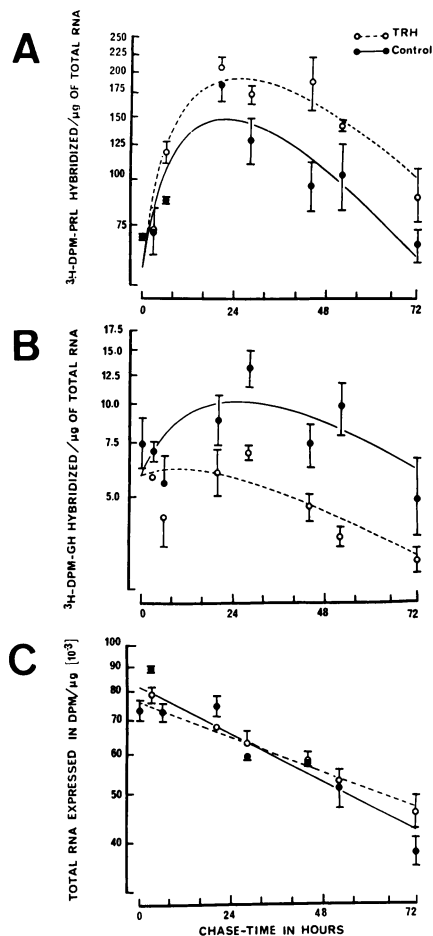 A
TRH
Control
³H-DPM-PRL HYBRIDIZED/µg OF TOTAL RNA
250
225
200
175
150
125
100
75
0 24 48 72
B
³H-DPM-GH HYBRIDIZED/µg OF TOTAL RNA
17.5
15.0
12.5
10.0
7.5
5.0
0 24 48 72
C
TOTAL RNA EXPRESSED IN DPM/µg [10⁻³]
100
90
80
70
60
50
40
0 24 48 72
CHASE-TIME IN HOURS